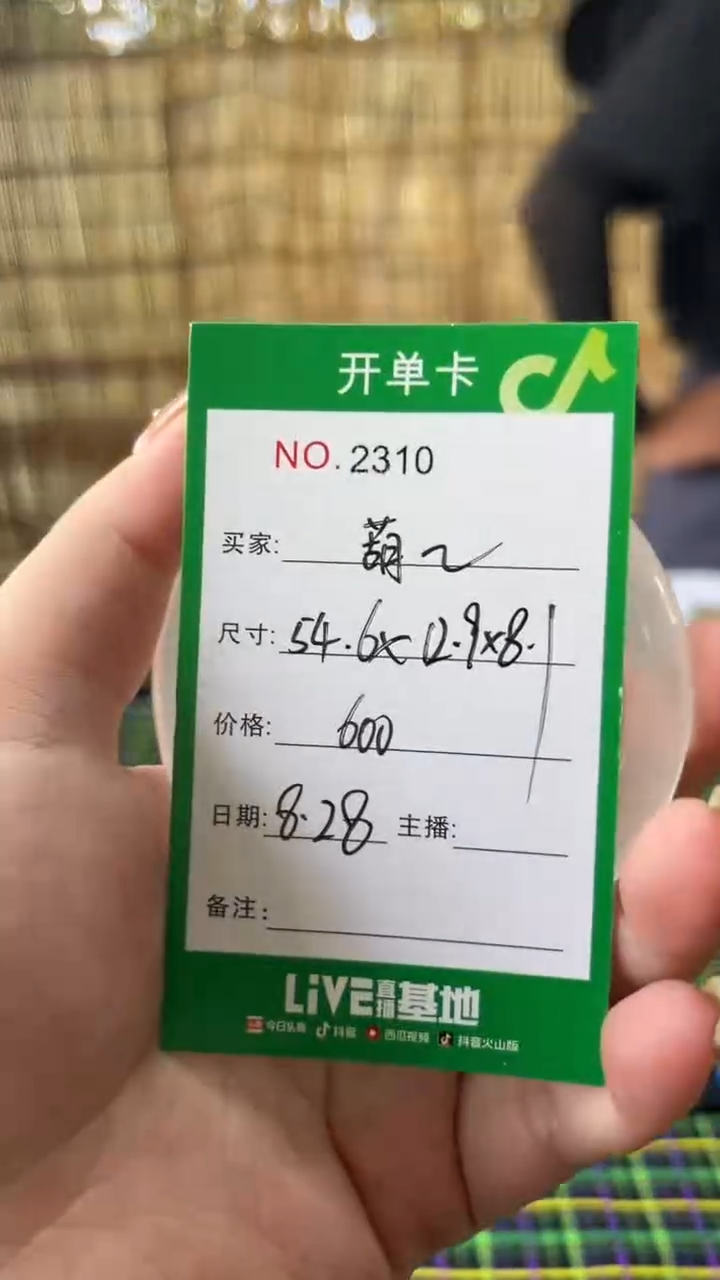 开单卡
NO.2310
买家: 葫
尺寸: 54.6x12.9x8.1
价格: 600
日期: 8.28 主播:
备注:
LiVE直播基地
今日头条 抖音 西瓜视频 抖音火山版